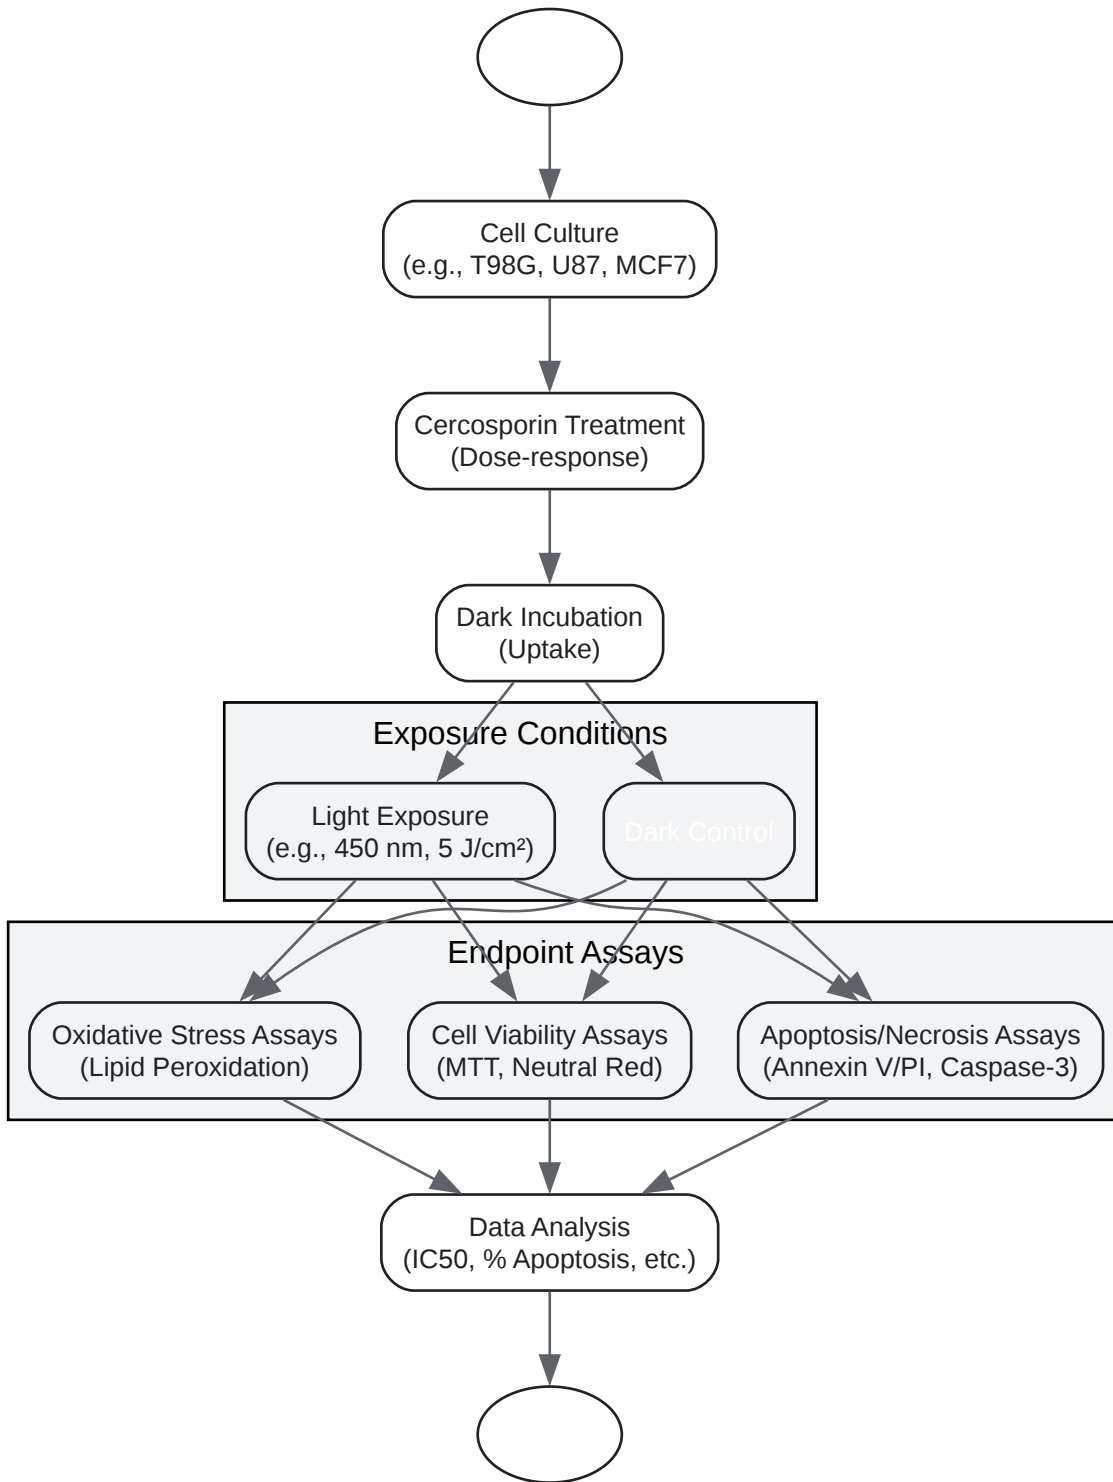 Cell Culture
(e.g., T98G, U87, MCF7)
Cercosporin Treatment
(Dose-response)
Dark Incubation
(Uptake)
Exposure Conditions
Light Exposure
(e.g., 450 nm, 5 J/cm²)
Dark Control
Endpoint Assays
Oxidative Stress Assays
(Lipid Peroxidation)
Cell Viability Assays
(MTT, Neutral Red)
Apoptosis/Necrosis Assays
(Annexin V/PI, Caspase-3)
Data Analysis
(IC50, % Apoptosis, etc.)